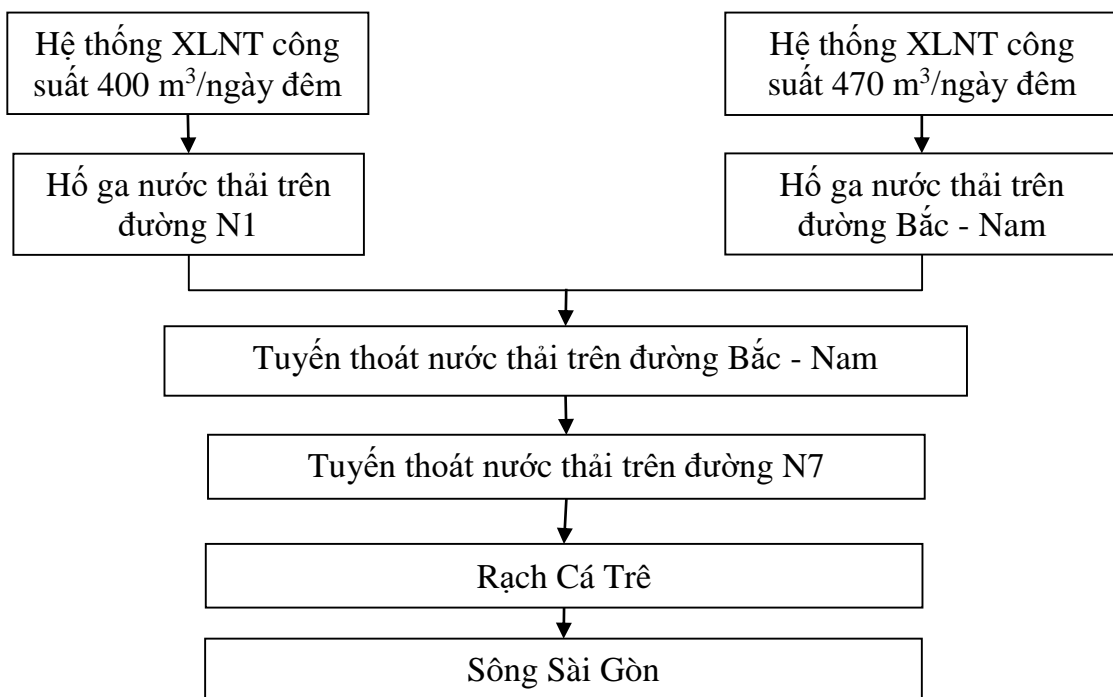 Hệ thống XLNT công
suất 400 m³/ngày đêm
Hệ thống XLNT công
suất 470 m³/ngày đêm
Hố ga nước thải trên
đường N1
Hố ga nước thải trên
đường Bắc - Nam
Tuyến thoát nước thải trên đường Bắc - Nam
Tuyến thoát nước thải trên đường N7
Rạch Cá Trê
Sông Sài Gòn